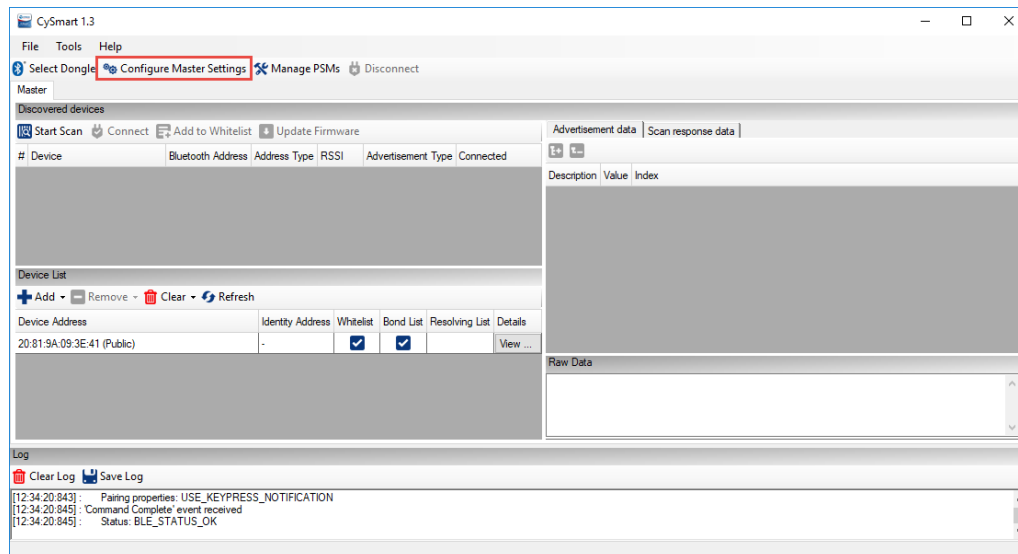 CySmart 1.3
File Tools Help
Select Dongle Configure Master Settings Manage PSMs Disconnect
Master
Discovered devices
Start Scan Connect Add to Whitelist Update Firmware
# Device Bluetooth Address Address Type RSSI Advertisement Type Connected
Advertisement data Scan response data
Description Value Index
Device List
Add Remove Clear Refresh
Device Address Identity Address Whitelist Bond List Resolving List Details
20:81:9A:09:3E:41 (Public) - View ...
Raw Data
Log
Clear Log Save Log
[12:34:20:843] : Pairing properties: USE_KEYPRESS_NOTIFICATION
[12:34:20:845] : 'Command Complete' event received
[12:34:20:845] : Status: BLE_STATUS_OK